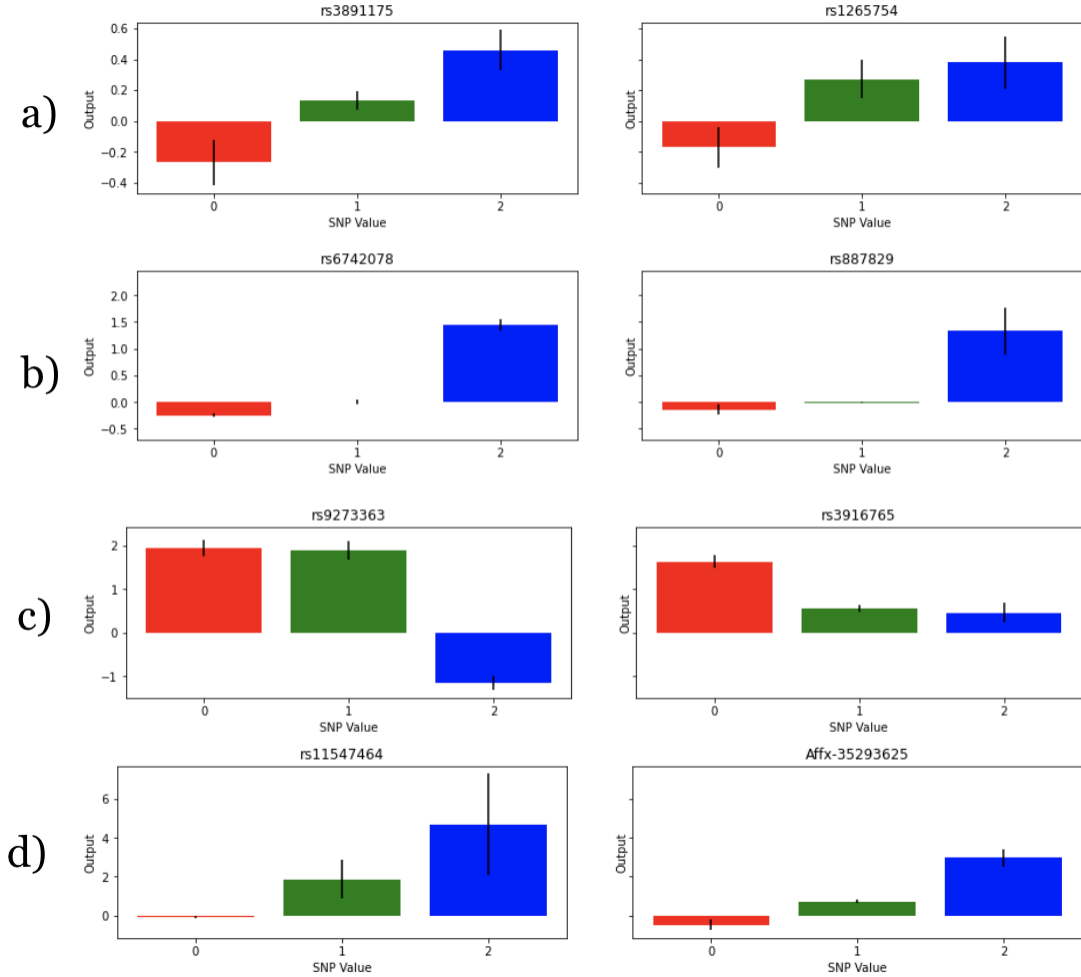 rs3891175
rs1265754
a)
Output
0.6
0.4
0.2
0.0
−0.2
−0.4
0 1 2
SNP Value
Output
0 1 2
SNP Value
rs6742078
rs887829
b)
Output
2.0
1.5
1.0
0.5
0.0
−0.5
0 1 2
SNP Value
Output
0 1 2
SNP Value
rs9273363
rs3916765
c)
Output
2
1
0
−1
0 1 2
SNP Value
Output
0 1 2
SNP Value
rs11547464
Affx-35293625
d)
Output
6
4
2
0
0 1 2
SNP Value
Output
0 1 2
SNP Value